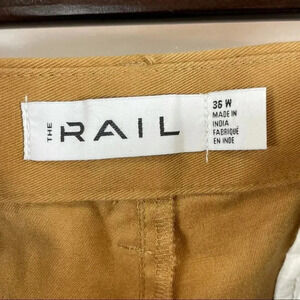 THE RAIL
36 W
MADE IN
INDIA
FABRIQUÉ
EN INDE